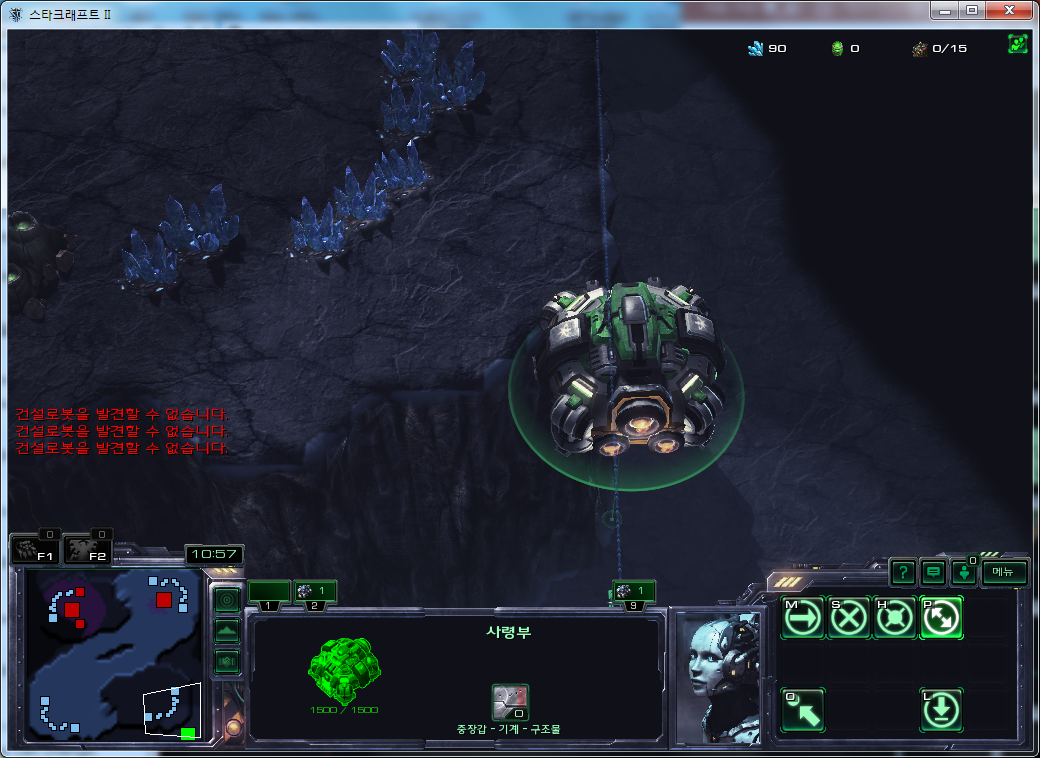 스타크래프트 II
90
0
0/15
건설로봇을 발견할 수 없습니다.
건설로봇을 발견할 수 없습니다.
건설로봇을 발견할 수 없습니다.
0
0
F1
F2
10:57
0
?
메뉴
1
1
1
2
9
사령부
1500 / 1500
0
중장갑 - 기계 - 구조물
M
S
H
P
O
L